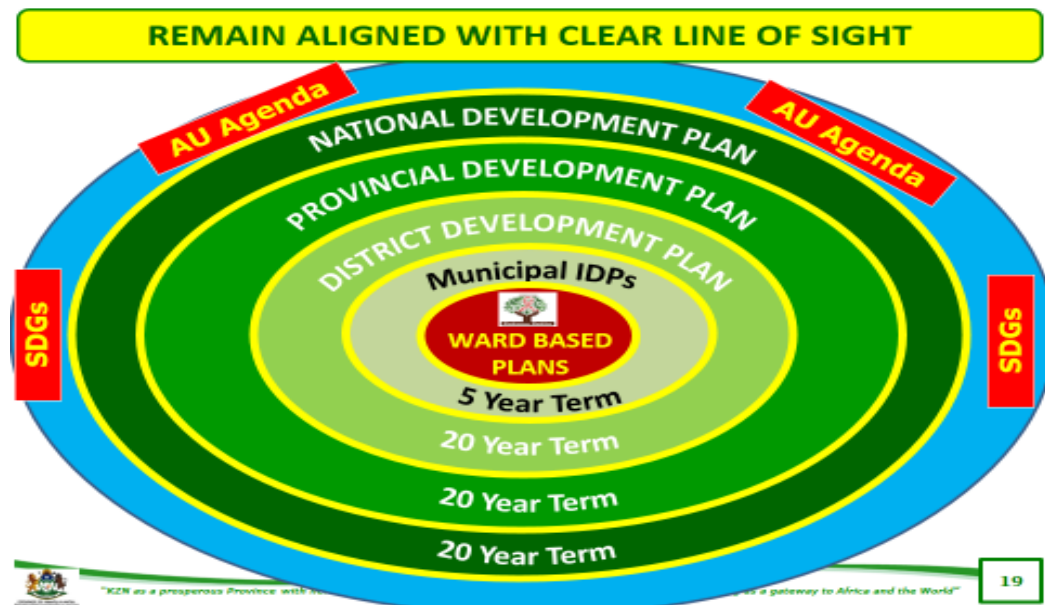 REMAIN ALIGNED WITH CLEAR LINE OF SIGHT
AU Agenda
AU Agenda
NATIONAL DEVELOPMENT PLAN
PROVINCIAL DEVELOPMENT PLAN
DISTRICT DEVELOPMENT PLAN
Municipal IDPs
SDGs
SDGs
WARD BASED
PLANS
5 Year Term
20 Year Term
20 Year Term
20 Year Term
"KZN as a prosperous Province with
as a gateway to Africa and the World"
19